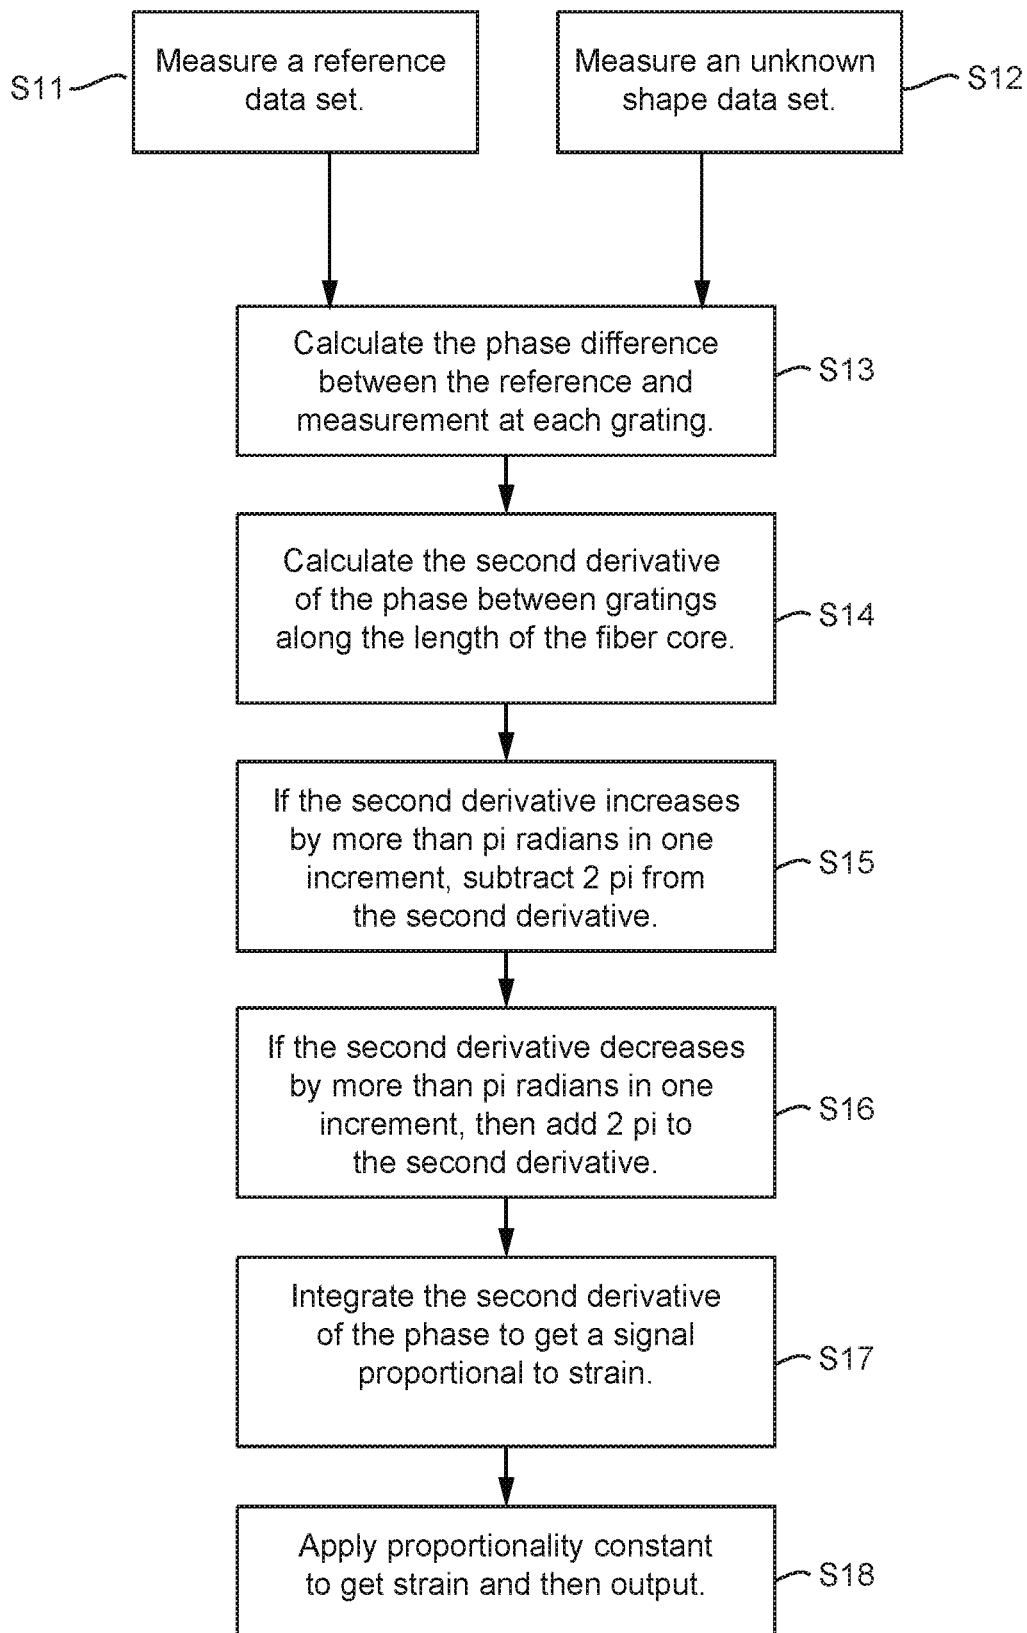 S11
Measure a reference
data set.
Measure an unknown
shape data set.
S12
Calculate the phase difference
between the reference and
measurement at each grating.
S13
Calculate the second derivative
of the phase between gratings
along the length of the fiber core.
S14
If the second derivative increases
by more than pi radians in one
increment, subtract 2 pi from
the second derivative.
S15
If the second derivative decreases
by more than pi radians in one
increment, then add 2 pi to
the second derivative.
S16
Integrate the second derivative
of the phase to get a signal
proportional to strain.
S17
Apply proportionality constant
to get strain and then output.
S18